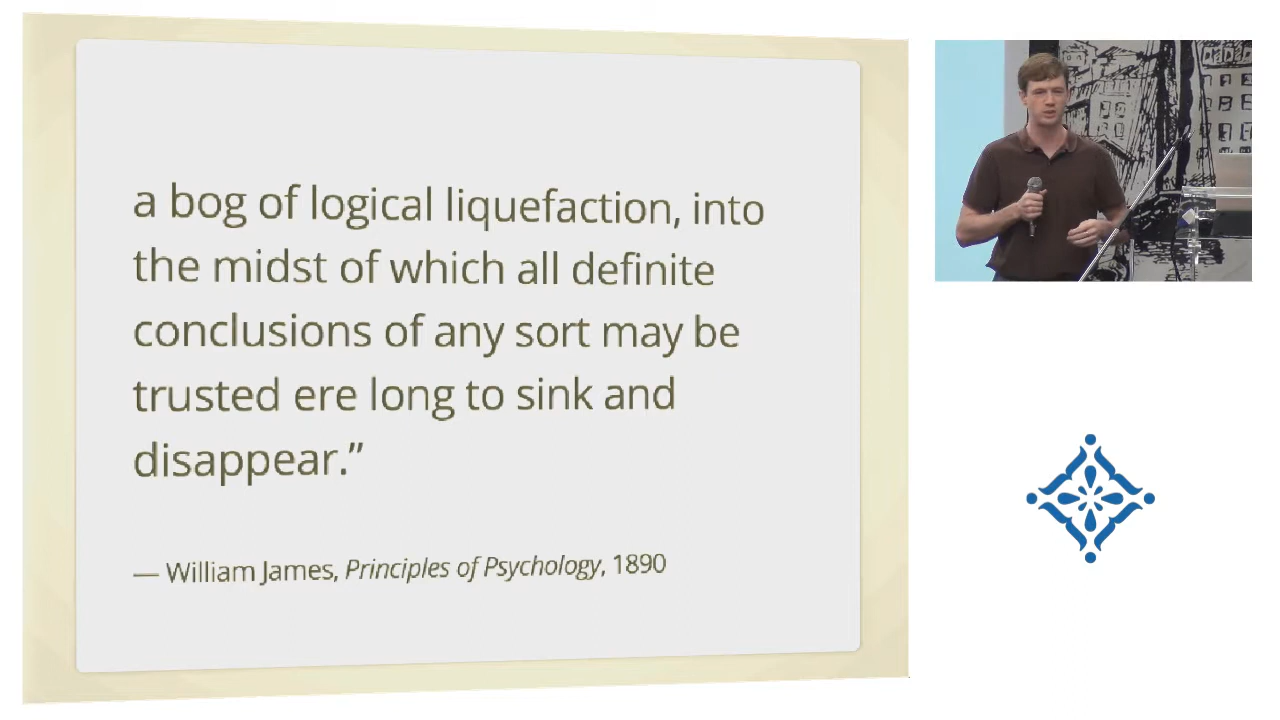 a bog of logical liquefaction, into
the midst of which all definite
conclusions of any sort may be
trusted ere long to sink and
disappear.”
— William James, Principles of Psychology, 1890